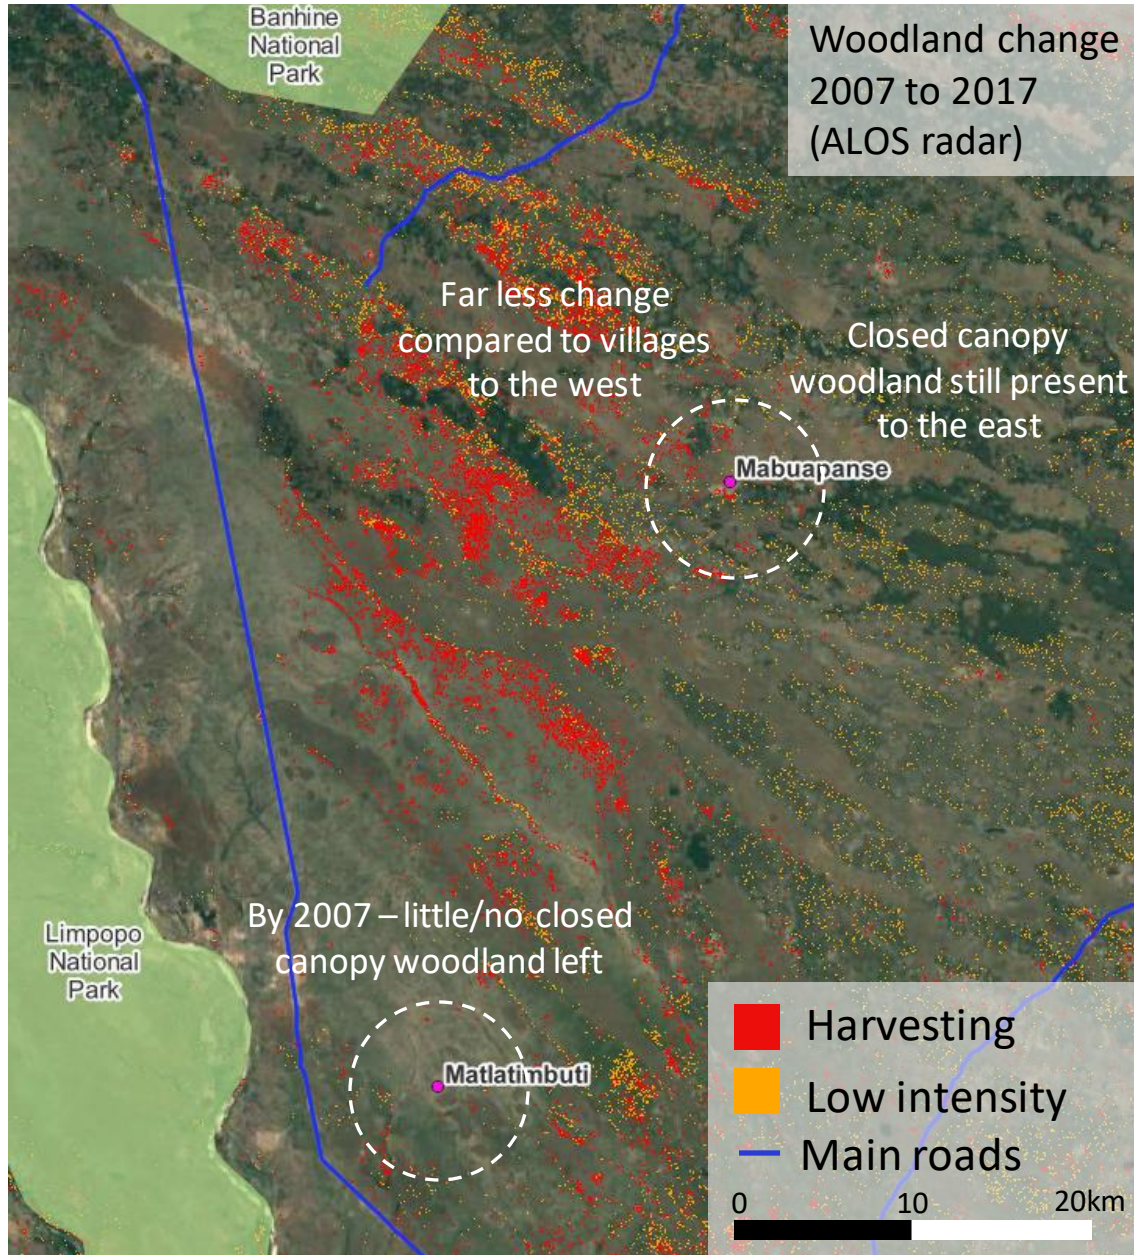 Banhine
National
Park
Woodland change
2007 to 2017
(ALOS radar)
Far less change
compared to villages
to the west
Closed canopy
woodland still present
to the east
Mabuapanse
By 2007 – little/no closed
canopy woodland left
Limpopo
National
Park
Matlatimbuti
Harvesting
Low intensity
Main roads
0 10 20km